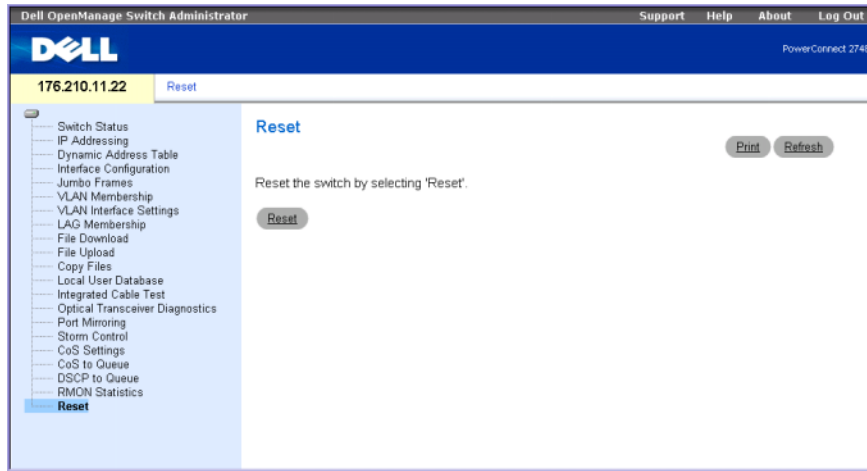 Dell OpenManage Switch Administrator
Support Help About Log Out
DELL
PowerConnect 2748
176.210.11.22
Reset
Switch Status
IP Addressing
Dynamic Address Table
Interface Configuration
Jumbo Frames
VLAN Membership
VLAN Interface Settings
LAG Membership
File Download
File Upload
Copy Files
Local User Database
Integrated Cable Test
Optical Transceiver Diagnostics
Port Mirroring
Storm Control
CoS Settings
CoS to Queue
DSCP to Queue
RMON Statistics
Reset
Reset
Print Refresh
Reset the switch by selecting 'Reset'.
Reset